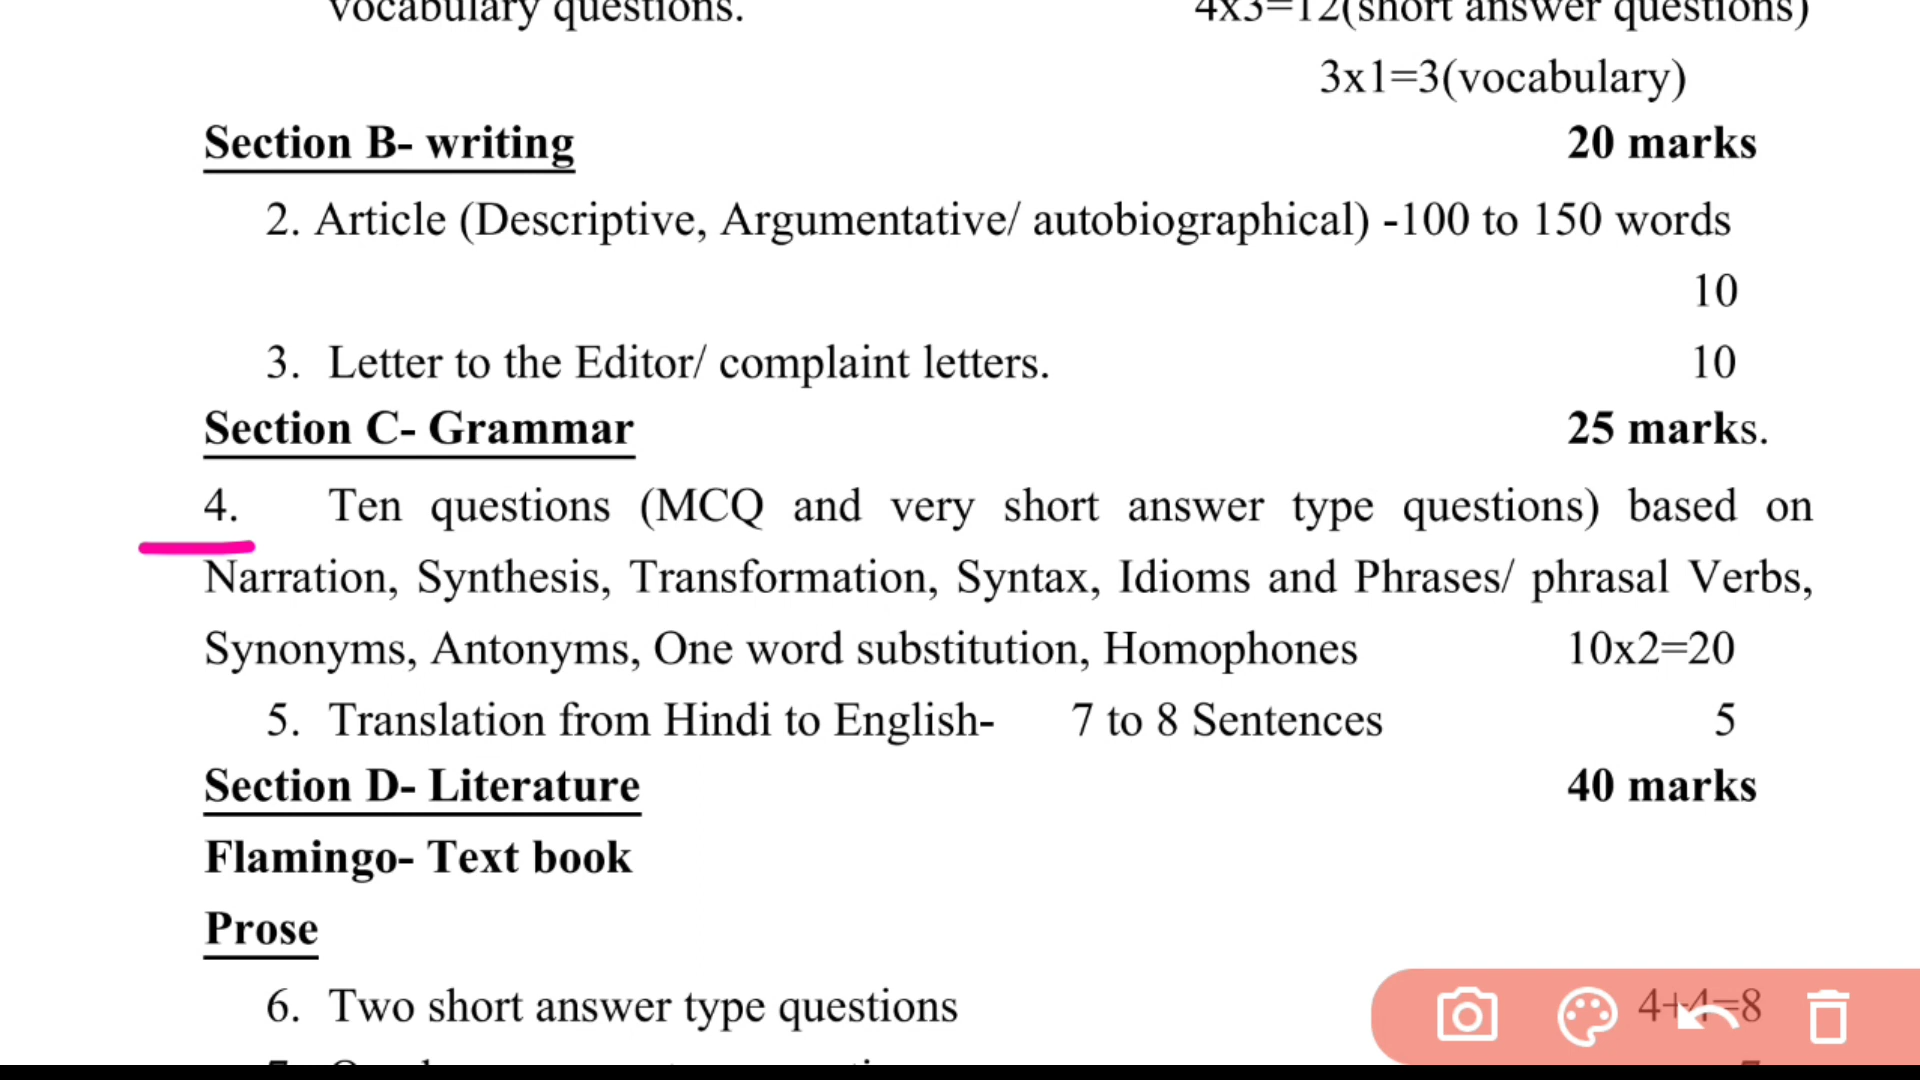 vocabulary questions. 4x3=12(short answer questions)
3x1=3(vocabulary)
Section B- writing 20 marks
2. Article (Descriptive, Argumentative/ autobiographical) -100 to 150 words
10
3. Letter to the Editor/ complaint letters. 10
Section C- Grammar 25 marks.
4. Ten questions (MCQ and very short answer type questions) based on
Narration, Synthesis, Transformation, Syntax, Idioms and Phrases/ phrasal Verbs,
Synonyms, Antonyms, One word substitution, Homophones 10x2=20
5. Translation from Hindi to English- 7 to 8 Sentences 5
Section D- Literature 40 marks
Flamingo- Text book
Prose
6. Two short answer type questions 4+4=8